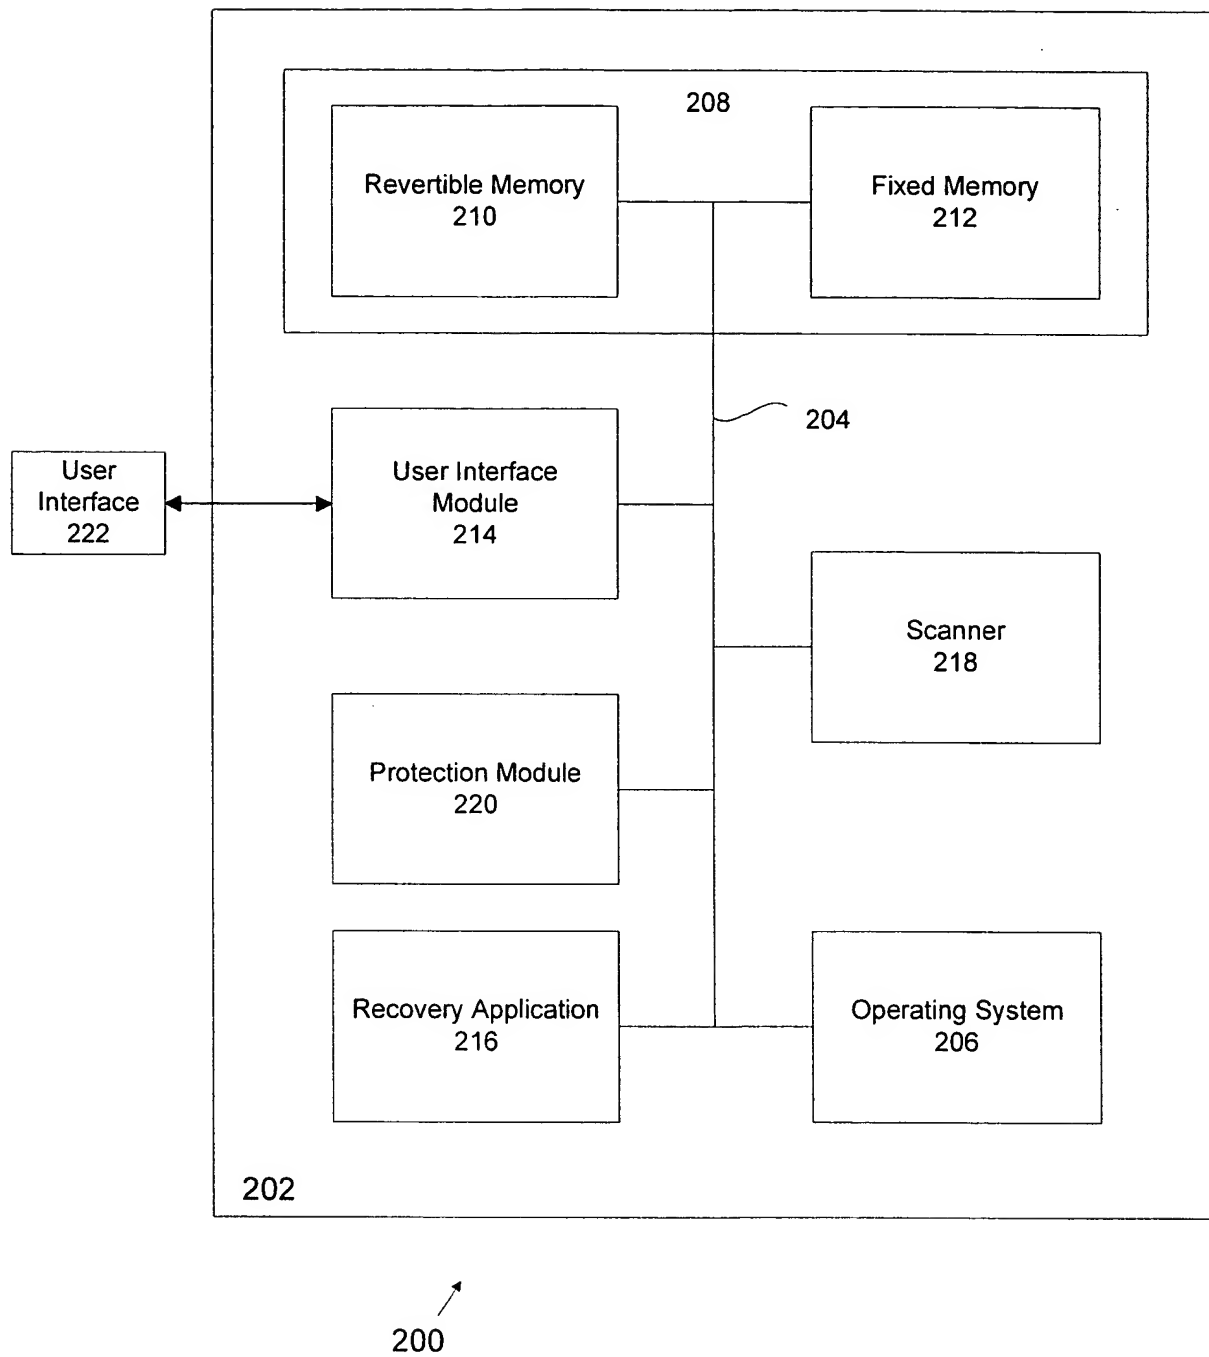 208
Revertible Memory
210
Fixed Memory
212
204
User
Interface
222
User Interface
Module
214
Scanner
218
Protection Module
220
Recovery Application
216
Operating System
206
202
200